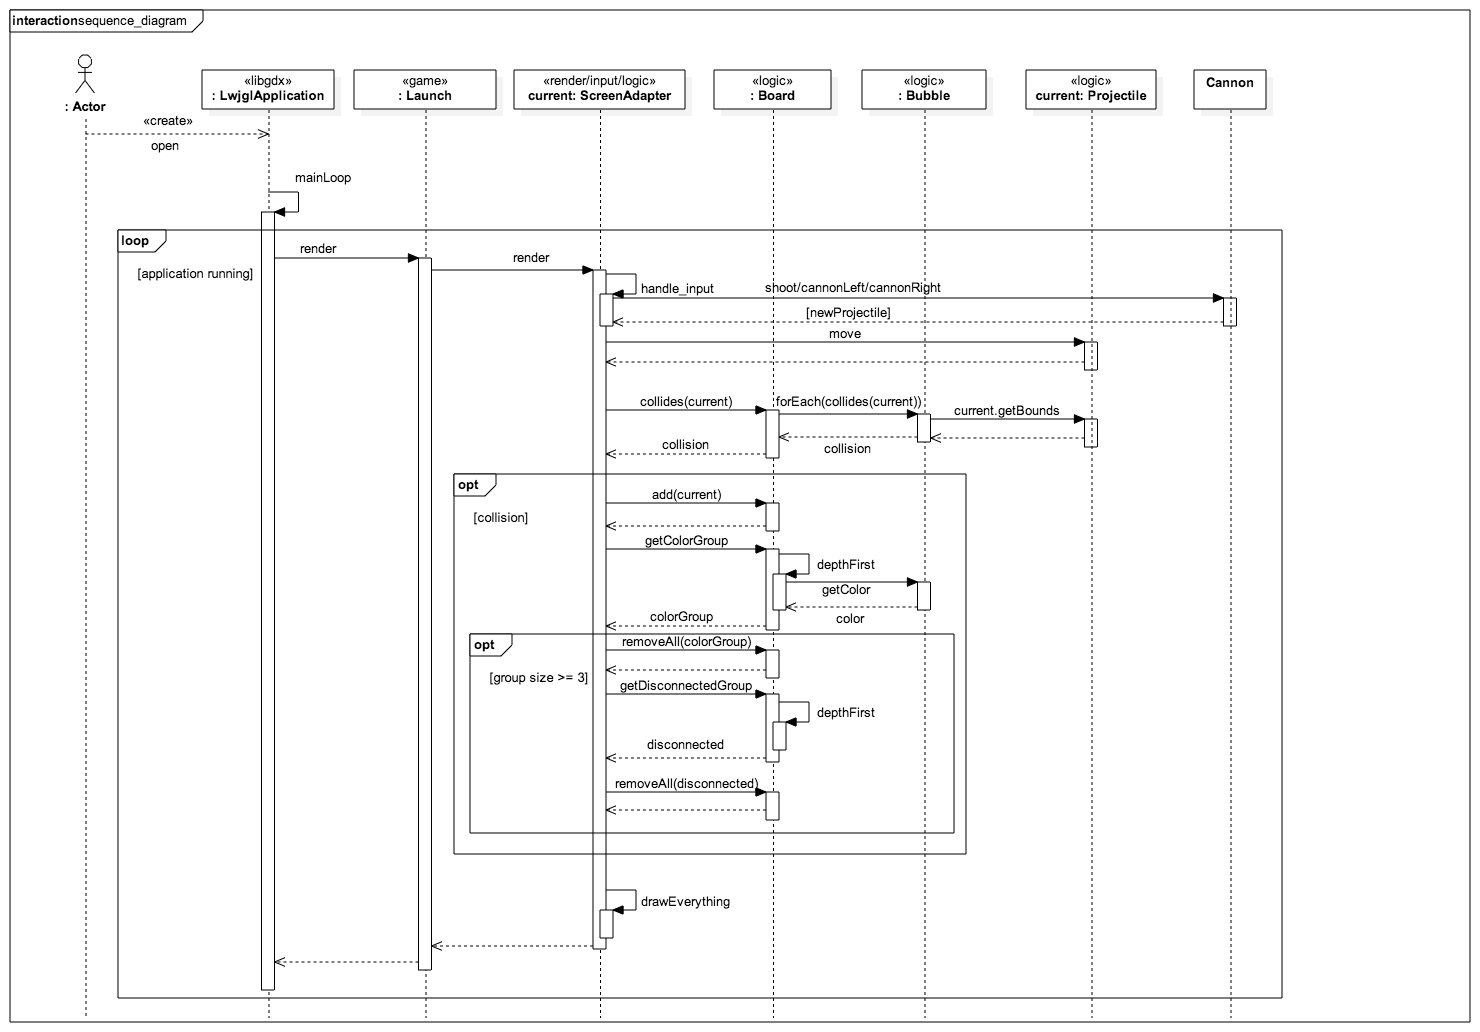 interactionsequence_diagram
: Actor
«libgdx»
: LwjglApplication
«game»
: Launch
«render/input/logic»
current: ScreenAdapter
«logic»
: Board
«logic»
: Bubble
«logic»
current: Projectile
Cannon
«create»
open
mainLoop
loop
[application running]
render
render
handle_input
shoot/cannonLeft/cannonRight
[newProjectile]
move
collides(current)
forEach(collides(current))
current.getBounds
collision
collision
opt
[collision]
add(current)
getColorGroup
depthFirst
getColor
color
colorGroup
opt
[group size >= 3]
removeAll(colorGroup)
getDisconnectedGroup
depthFirst
disconnected
removeAll(disconnected)
drawEverything